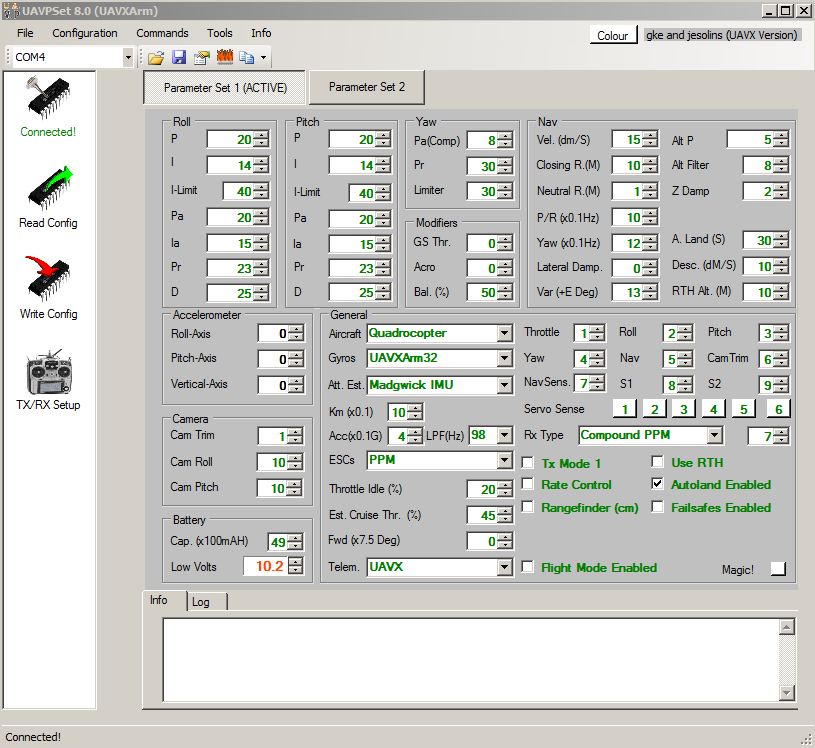 UAVPSet 8.0 (UAVXArm)
File Configuration Commands Tools Info
Colour gke and jesolins (UAVX Version)
COM4
Connected!
Read Config
Write Config
TX/RX Setup
Parameter Set 1 (ACTIVE) Parameter Set 2
Roll
P 20
I 14
I-Limit 40
Pa 20
Ia 15
Pr 23
D 25
Pitch
P 20
I 14
I-Limit 40
Pa 20
Ia 15
Pr 23
D 25
Yaw
Pa(Comp) 8
Pr 30
Limiter 30
Modifiers
GS Thr. 0
Acro 0
Bal. (%) 50
Nav
Vel. (dm/S) 15 Alt P 5
Closing R.(M) 10 Alt Filter 8
Neutral R.(M) 1 Z Damp 2
P/R (x0.1Hz) 10
Yaw (x0.1Hz) 12 A. Land (S) 30
Lateral Damp. 0 Desc. (dM/S) 10
Var (+E Deg) 13 RTH Alt. (M) 10
Accelerometer
Roll-Axis 0
Pitch-Axis 0
Vertical-Axis 0
Camera
Cam Trim 1
Cam Roll 10
Cam Pitch 10
Battery
Cap. (x100mAH) 49
Low Volts 10.2
General
Aircraft Quadrocopter Throttle 1 Roll 2 Pitch 3
Gyros UAVXArm32 Yaw 4 Nav 5 CamTrim 6
Att. Est. Madgwick IMU NavSens. 7 S1 8 S2 9
Km (x0.1) 10 Servo Sense 1 2 3 4 5 6
Acc(x0.1G) 4 LPF(Hz) 98 Rx Type Compound PPM 7
ESCs PPM Tx Mode 1 Use RTH
Throttle Idle (%) 20 Rate Control Autoland Enabled
Est. Cruise Thr. (%) 45 Rangefinder (cm) Failsafes Enabled
Fwd (x7.5 Deg) 0
Telem. UAVX Flight Mode Enabled Magic!
Info Log
Connected!